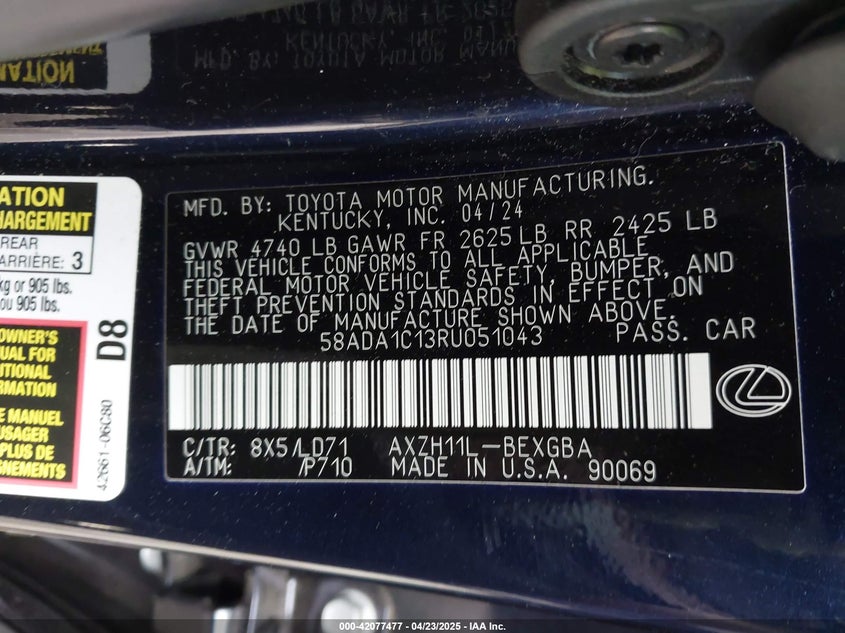 MFD. BY: TOYOTA MOTOR MANUFACTURING.
KENTUCKY, INC. 04/24
GVWR 4740 LB GAWR FR 2625 LB RR 2425 LB
THIS VEHICLE CONFORMS TO ALL APPLICABLE
FEDERAL MOTOR VEHICLE SAFETY, BUMPER, AND
THEFT PREVENTION STANDARDS IN EFFECT ON
THE DATE OF MANUFACTURE SHOWN ABOVE.
58ADA1C13RU051043 PASS. CAR
C/TR: 8X5/LD71 AXZH11L-BEXGBA
A/TM: /P710 MADE IN U.S.A. 90069
ATION
CHARGEMENT
REAR
ARRIÈRE: 3
kg or 905 lbs.
ou 905 lbs.
OWNER'S
UAL FOR
ITIONAL
RMATION
E MANUEL
USAGER
PLUS DE
D8
42661-06C80
000-42077477 - 04/23/2025 - IAA Inc.